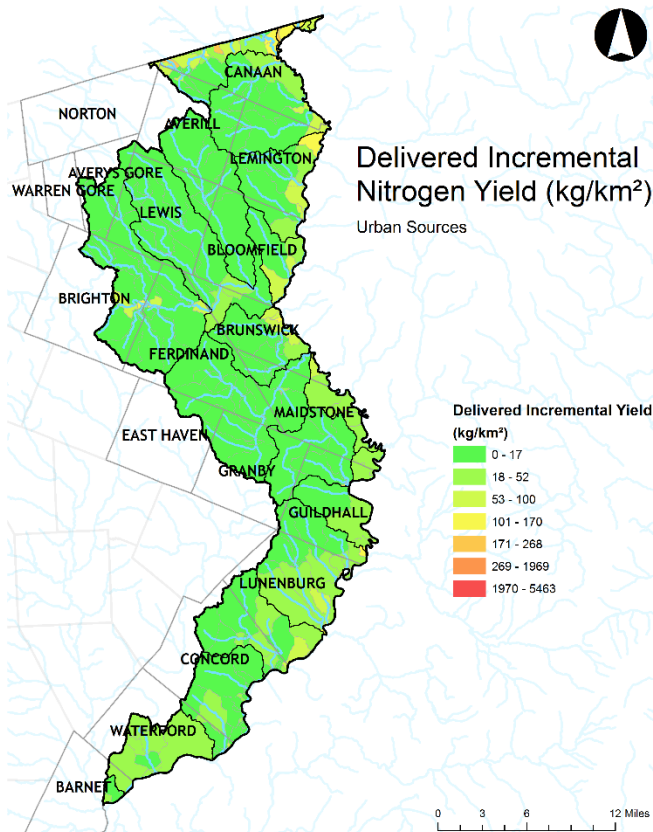 CANAAN
NORTON
AVERILL
LEMINGTON
Delivered Incremental
Nitrogen Yield (kg/km²)
Urban Sources
AVERYS GORE
WARREN GORE
LEWIS
BLOOMFIELD
BRIGHTON
BRUNSWICK
FERDINAND
MAIDSTONE
EAST HAVEN
GRANBY
GUILDHALL
LUNENBURG
CONCORD
WATERFORD
BARNET
Delivered Incremental Yield
(kg/km²)
0 - 17
18 - 52
53 - 100
101 - 170
171 - 268
269 - 1969
1970 - 5463
0 3 6 12 Miles